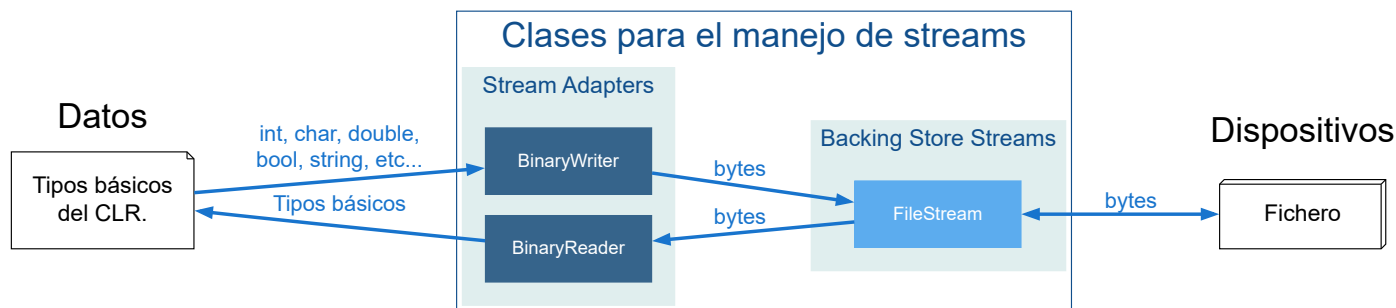 Clases para el manejo de streams
Stream Adapters
Datos
int, char, double,
bool, string, etc...
Tipos básicos
del CLR.
Tipos básicos
BinaryWriter
BinaryReader
bytes
bytes
Backing Store Streams
FileStream
bytes
Dispositivos
Fichero